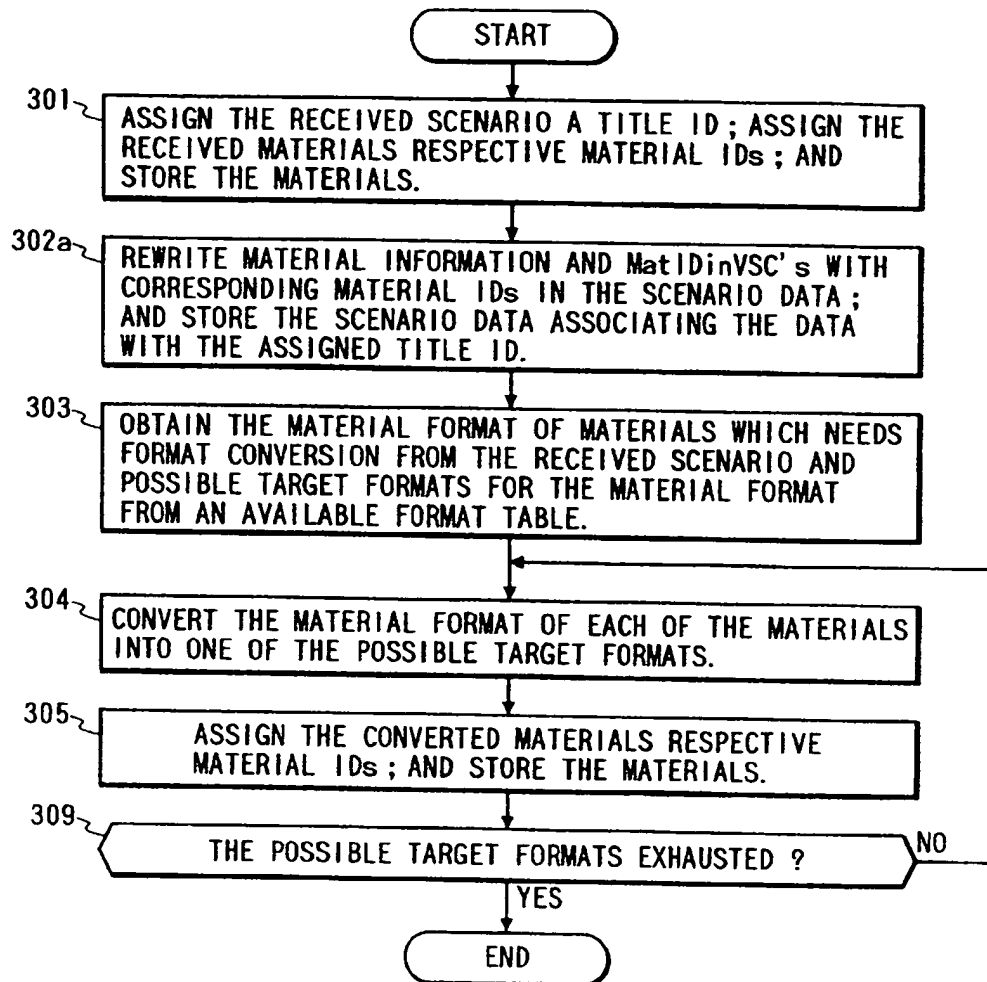 START
301
ASSIGN THE RECEIVED SCENARIO A TITLE ID; ASSIGN THE
RECEIVED MATERIALS RESPECTIVE MATERIAL IDs; AND
STORE THE MATERIALS.
302a
REWRITE MATERIAL INFORMATION AND MatIDinVSC's WITH
CORRESPONDING MATERIAL IDs IN THE SCENARIO DATA;
AND STORE THE SCENARIO DATA ASSOCIATING THE DATA
WITH THE ASSIGNED TITLE ID.
303
OBTAIN THE MATERIAL FORMAT OF MATERIALS WHICH NEEDS
FORMAT CONVERSION FROM THE RECEIVED SCENARIO AND
POSSIBLE TARGET FORMATS FOR THE MATERIAL FORMAT
FROM AN AVAILABLE FORMAT TABLE.
304
CONVERT THE MATERIAL FORMAT OF EACH OF THE MATERIALS
INTO ONE OF THE POSSIBLE TARGET FORMATS.
305
ASSIGN THE CONVERTED MATERIALS RESPECTIVE
MATERIAL IDs; AND STORE THE MATERIALS.
309
THE POSSIBLE TARGET FORMATS EXHAUSTED ?
NO
YES
END